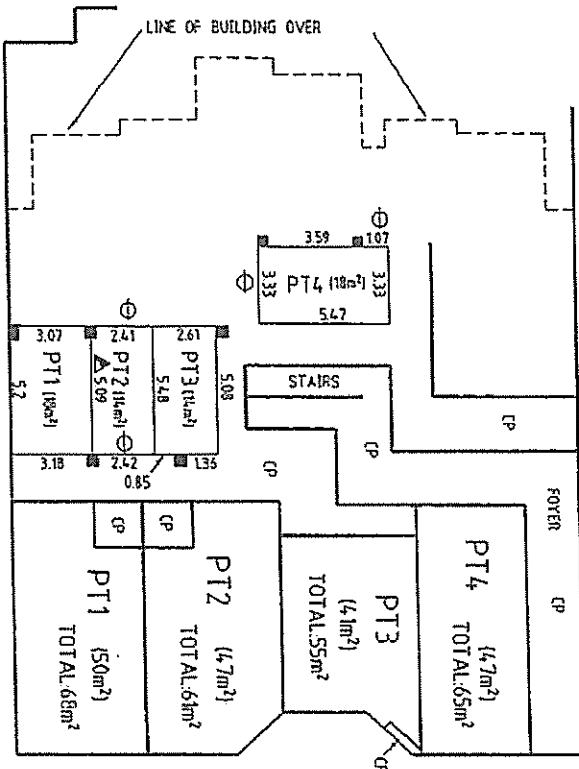 LINE OF BUILDING OVER
3.59
1.07
3.33
PT4 (18m²)
3.33
5.47
3.07
2.41
2.61
5.2
PT1 (18m²)
PT2 (14m²)
A
5.09
5.48
PT3 (14m²)
5.08
3.18
2.42
1.36
0.85
STAIRS
CP
CP
CP
FOYER
CP
CP
CP
PT1 (50m²)
TOTAL:68m²
PT2 (47m²)
TOTAL:61m²
PT3 (41m²)
TOTAL:55m²
PT4 (47m²)
TOTAL:65m²
CP